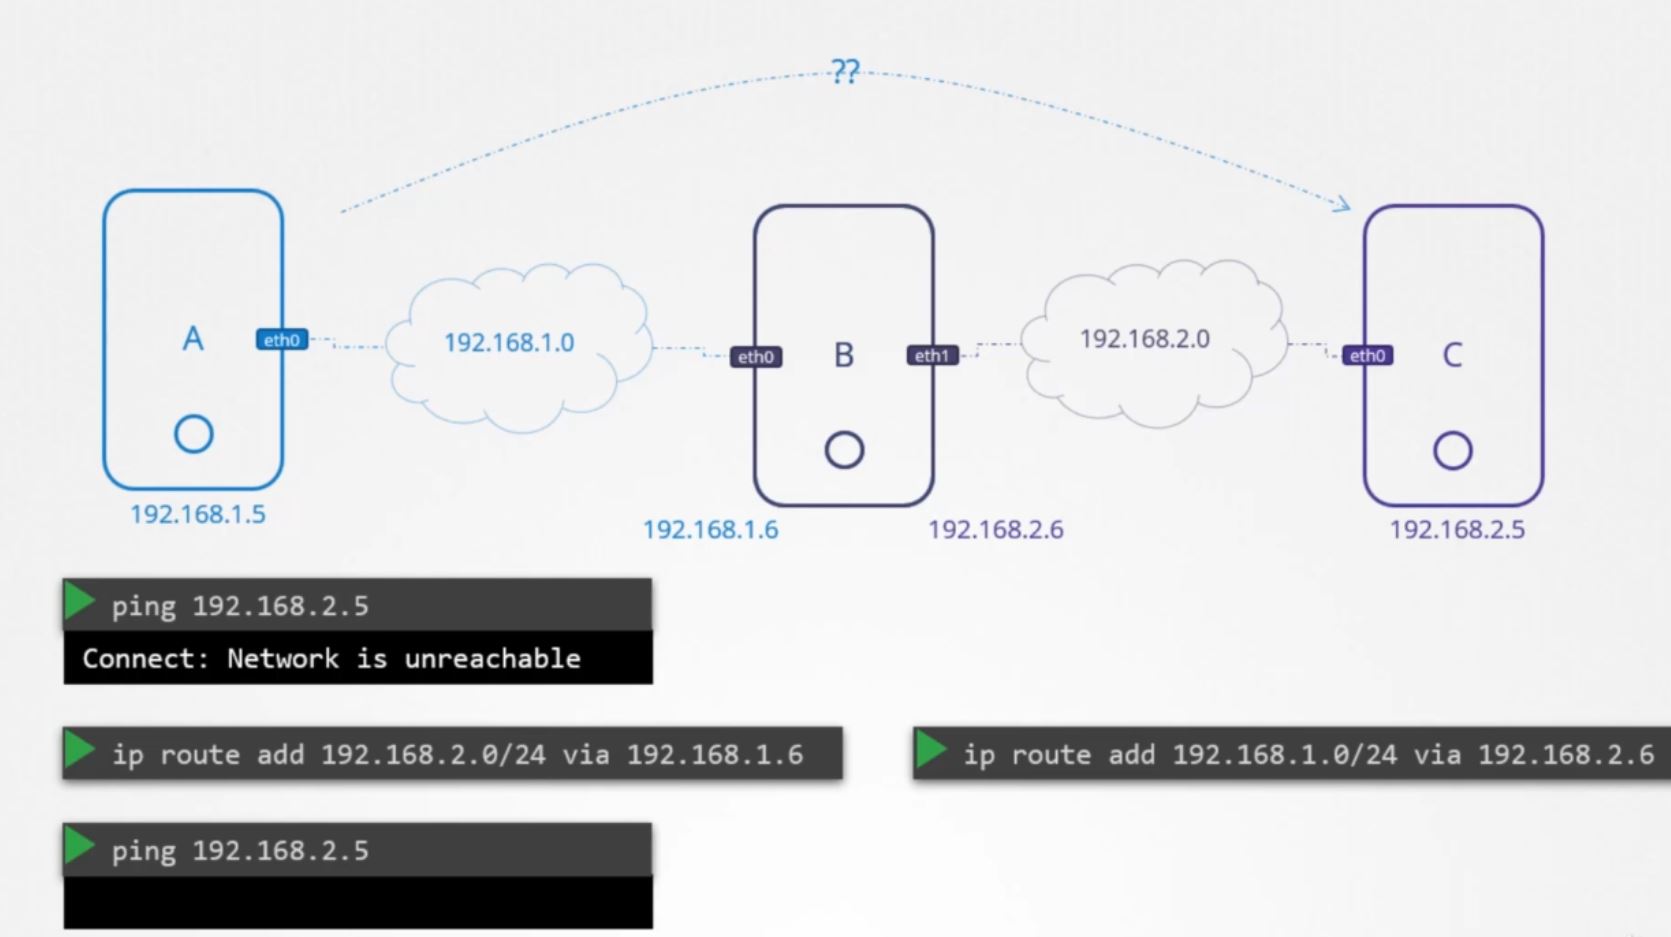 ??
A
eth0
192.168.1.0
eth0
B
eth1
192.168.2.0
eth0
C
192.168.1.5
192.168.1.6
192.168.2.6
192.168.2.5
ping 192.168.2.5
Connect: Network is unreachable
ip route add 192.168.2.0/24 via 192.168.1.6
ip route add 192.168.1.0/24 via 192.168.2.6
ping 192.168.2.5